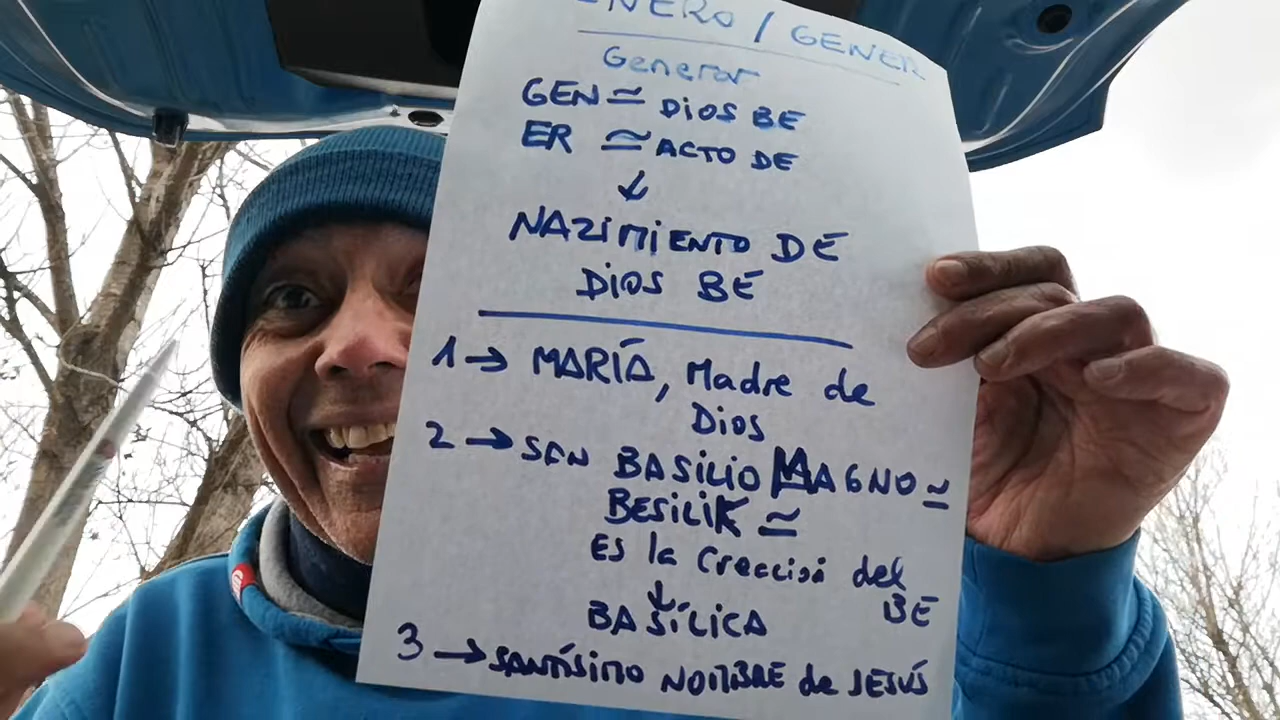 ENERO / GENER
Generar
GEN ≅ DIOS BE
ER ≅ ACTO DE
↓
NAZIMIENTO DE
DIOS BE
1 → MARÍA, Madre de
Dios
2 → SAN BASILIO MAGNO ≃
BESILIK ≃
Es la Creación del
BE
↓
BASÍLICA
3 → SANTÍSIMO NOMBRE de JESÚS